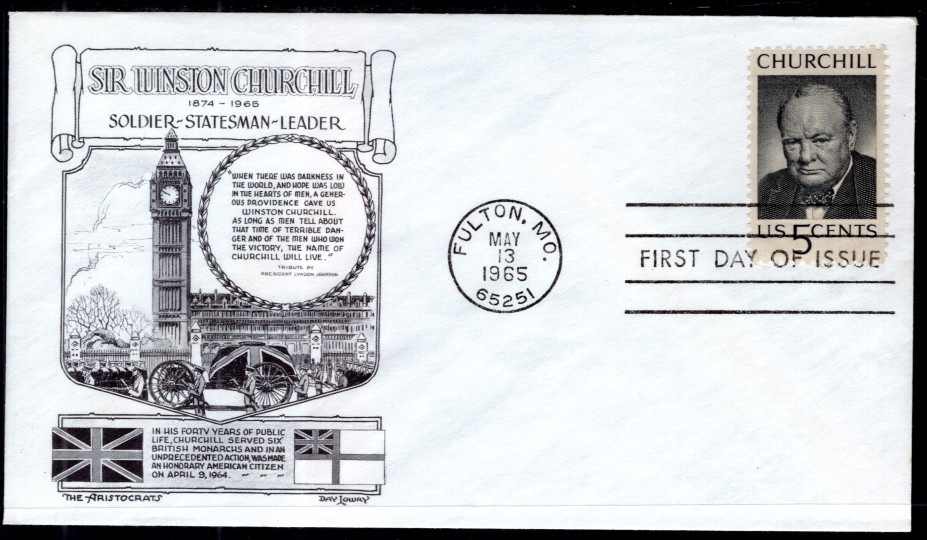 SIR WINSTON CHURCHILL
1874 - 1965
SOLDIER-STATESMAN-LEADER
"WHEN THERE WAS DARKNESS IN
THE WORLD, AND HOPE WAS LOW
IN THE HEARTS OF MEN, A GENER-
OUS PROVIDENCE GAVE US
WINSTON CHURCHILL.
AS LONG AS MEN TELL ABOUT
THAT TIME OF TERRIBLE DAN-
GER AND OF THE MEN WHO WON
THE VICTORY, THE NAME OF
CHURCHILL WILL LIVE."
TRIBUTE BY
PRESIDENT LYNDON JOHNSON
IN HIS FORTY YEARS OF PUBLIC
LIFE, CHURCHILL SERVED SIX
BRITISH MONARCHS AND IN AN
UNPRECEDENTED ACTION, WAS MADE
AN HONORARY AMERICAN CITIZEN
ON APRIL 9, 1964. - - -
THE ARISTOCRATS
DAY LOWRY
FULTON, MO.
MAY
13
1965
65251
CHURCHILL
U.S. 5 CENTS
FIRST DAY OF ISSUE